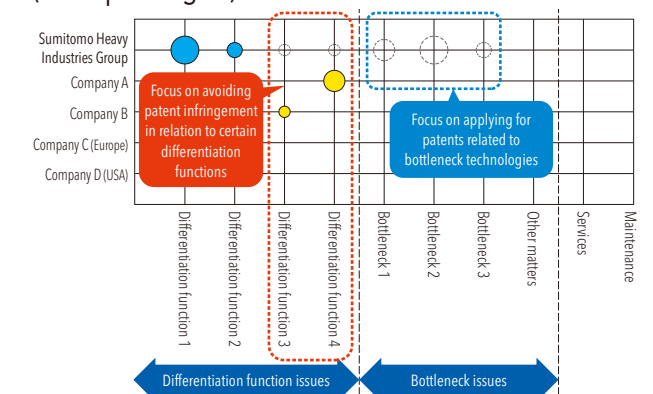 Sumitomo Heavy
Industries Group
Company A
Company B
Company C (Europe)
Company D (USA)
Focus on avoiding
patent infringement
in relation to certain
differentiation
functions
Focus on applying for
patents related to
bottleneck technologies
Differentiation function 1
Differentiation function 2
Differentiation function 3
Differentiation function 4
Bottleneck 1
Bottleneck 2
Bottleneck 3
Other matters
Services
Maintenance
Differentiation function issues
Bottleneck issues